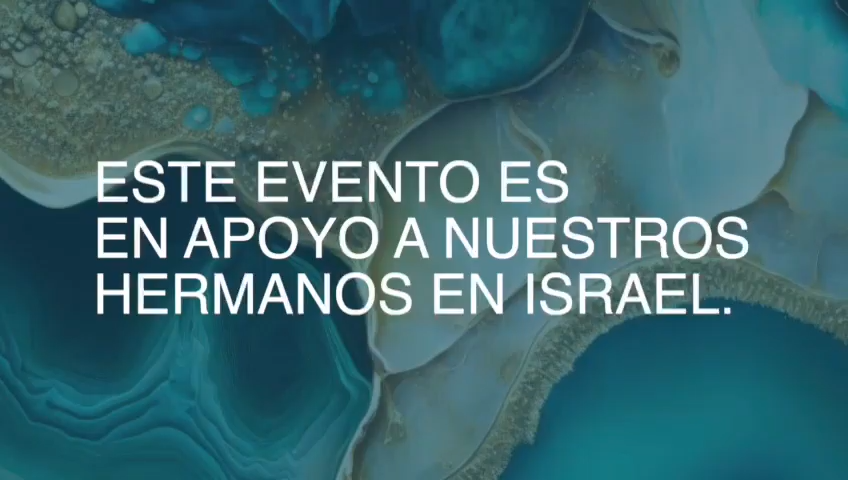 ESTE EVENTO ES
EN APOYO A NUESTROS
HERMANOS EN ISRAEL.